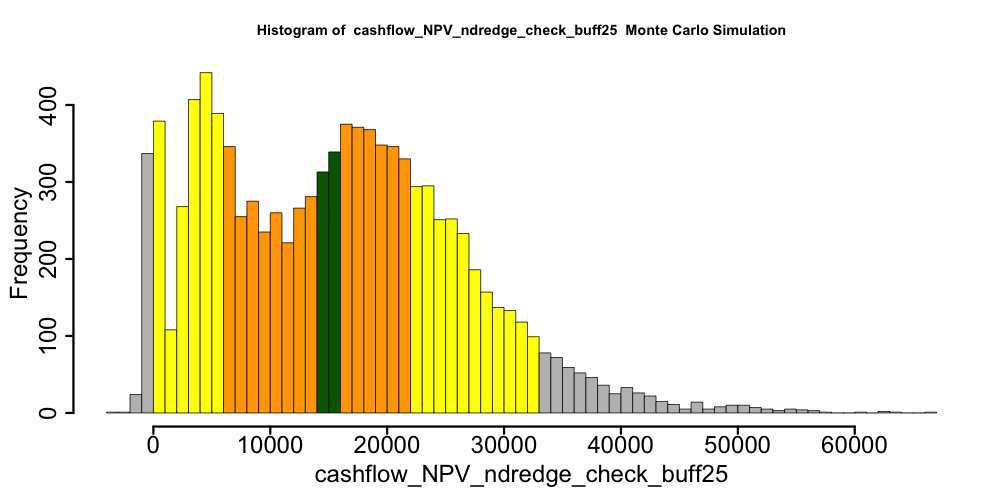 Histogram of cashflow_NPV_ndredge_check_buff25 Monte Carlo Simulation
400
300
200
100
0
Frequency
0 10000 20000 30000 40000 50000 60000
cashflow_NPV_ndredge_check_buff25